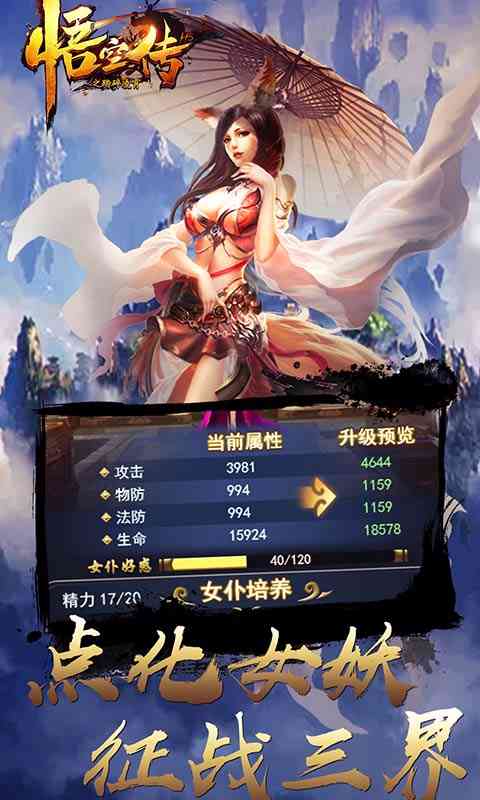 悟空传H5
当前属性 升级预览
攻击 3981 4644
物防 994 1159
法防 994 1159
生命 15924 18578
女仆好感 40/120
精力 17/20 女仆培养
点化女妖
征战三界